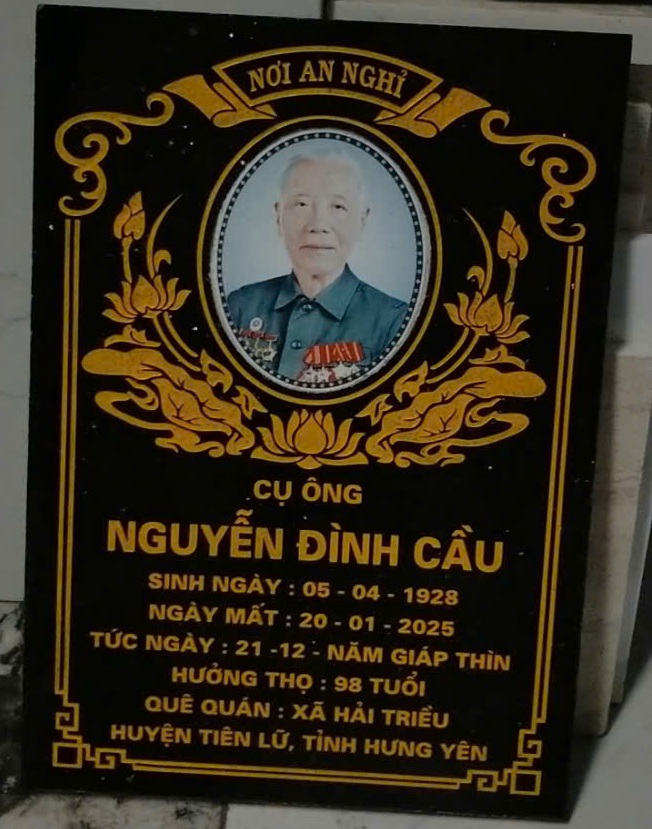 NƠI AN NGHỈ
CỤ ÔNG
NGUYỄN ĐÌNH CẦU
SINH NGÀY : 05 - 04 - 1928
NGÀY MẤT : 20 - 01 - 2025
TỨC NGÀY : 21 -12 - NĂM GIÁP THÌN
HƯỞNG THỌ : 98 TUỔI
QUÊ QUÁN : XÃ HẢI TRIỀU
HUYỆN TIÊN LỮ, TỈNH HƯNG YÊN